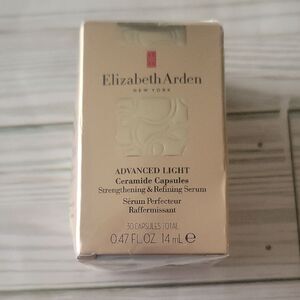 Elizabeth Arden
NEW YORK
ADVANCED LIGHT
Ceramide Capsules
Strengthening & Refining Serum
Sérum Perfecteur
Raffermissant
30 CAPSULES TOTAL
0.47 FL.OZ. 14 mL e